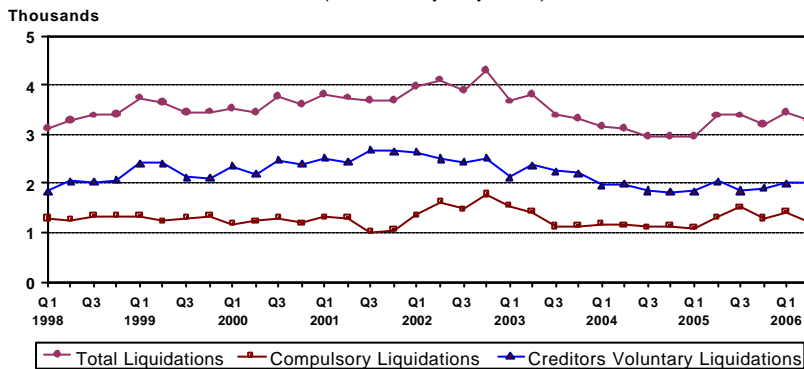 Thousands
5
4
3
2
1
0
Q1 Q3 Q1 Q3 Q1 Q3 Q1 Q3 Q1 Q3 Q1 Q3 Q1 Q3 Q1 Q3 Q1
1998 1999 2000 2001 2002 2003 2004 2005 2006
Total Liquidations Compulsory Liquidations Creditors Voluntary Liquidations